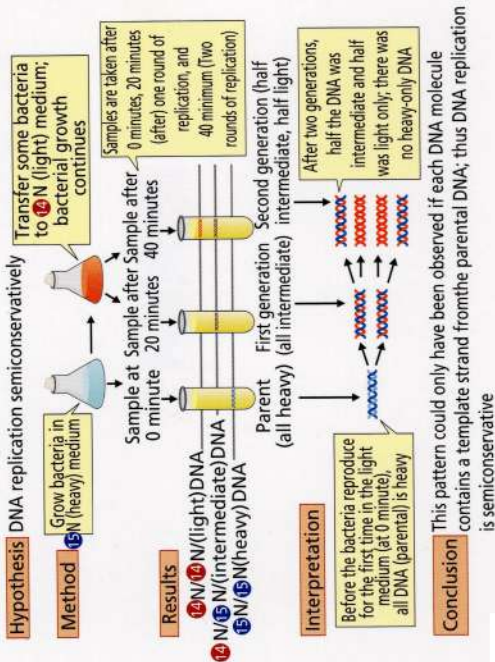 Hypothesis DNA replication semiconservatively
Method
Grow bacteria in
15N (heavy) medium
Transfer some bacteria
to 14 N (light) medium;
bacterial growth
continues
Sample at
0 minute
Sample after
20 minutes
Sample after
40 minutes
Samples are taken after
0 minutes, 20 minutes
(after) one round of
replication, and
40 minimum (Two
rounds of replication)
Results
14 N/14 N/(light)DNA
14 N/15 N/(intermediate)DNA
15 N/15 N(heavy)DNA
Parent
(all heavy)
First generation
(all intermediate)
Second generation (half
intermediate, half light)
Interpretation
Before the bacteria reproduce
for the first time in the light
medium (at 0 minute),
all DNA (parental) is heavy
After two generations,
half the DNA was
intermediate and half
was light only; there was
no heavy-only DNA
Conclusion
This pattern could only have been observed if each DNA molecule
contains a template strand fromthe parental DNA; thus DNA replication
is semiconservative